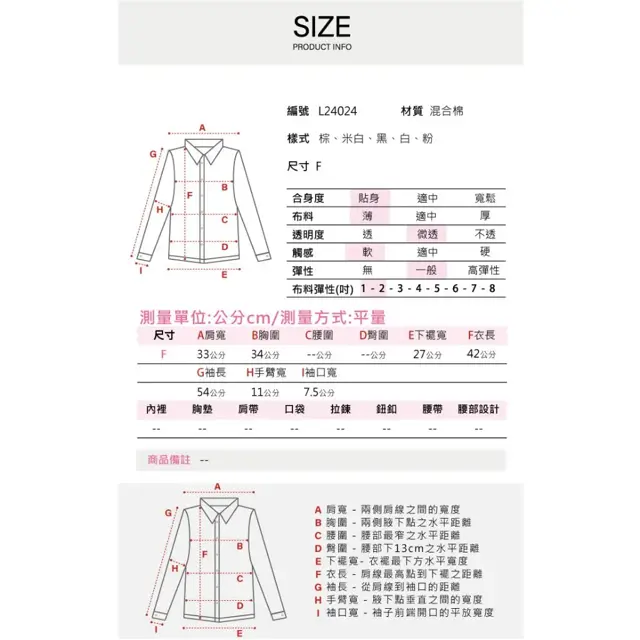 SIZE
PRODUCT INFO
編號 L24024 材質 混合棉
樣式 棕、米白、黑、白、粉
尺寸 F
合身度 貼身 適中 寬鬆
布料 薄 適中 厚
透明度 透 微透 不透
觸感 軟 適中 硬
彈性 無 一般 高彈性
布料彈性(吋) 1 - 2 - 3 - 4 - 5 - 6 - 7 - 8
A
G
B
F
H
C
D
I
E
測量單位:公分cm/測量方式:平量
尺寸 A肩寬 B胸圍 C腰圍 D臀圍 E下襬寬 F衣長
F 33公分 34公分 --公分 --公分 27公分 42公分
G袖長 H手臂寬 I袖口寬
54公分 11公分 7.5公分
內裡 胸墊 肩帶 口袋 拉鍊 鈕釦 腰帶 腰部設計
-- -- -- -- -- -- -- --
商品備註 --
A
G
B
F
H
C
D
I
E
A 肩寬 - 兩側肩線之間的寬度
B 胸圍 - 兩側腋下點之水平距離
C 腰圍 - 腰部最窄之水平距離
D 臀圍 - 腰部下13cm之水平距離
E 下襬寬- 衣襬最下方水平寬度
F 衣長 - 肩線最高點到下襬之距離
G 袖長 - 從肩線到袖口的距離
H 手臂寬 - 腋下點垂直之間的寬度
I 袖口寬 - 袖子前端開口的平放寬度